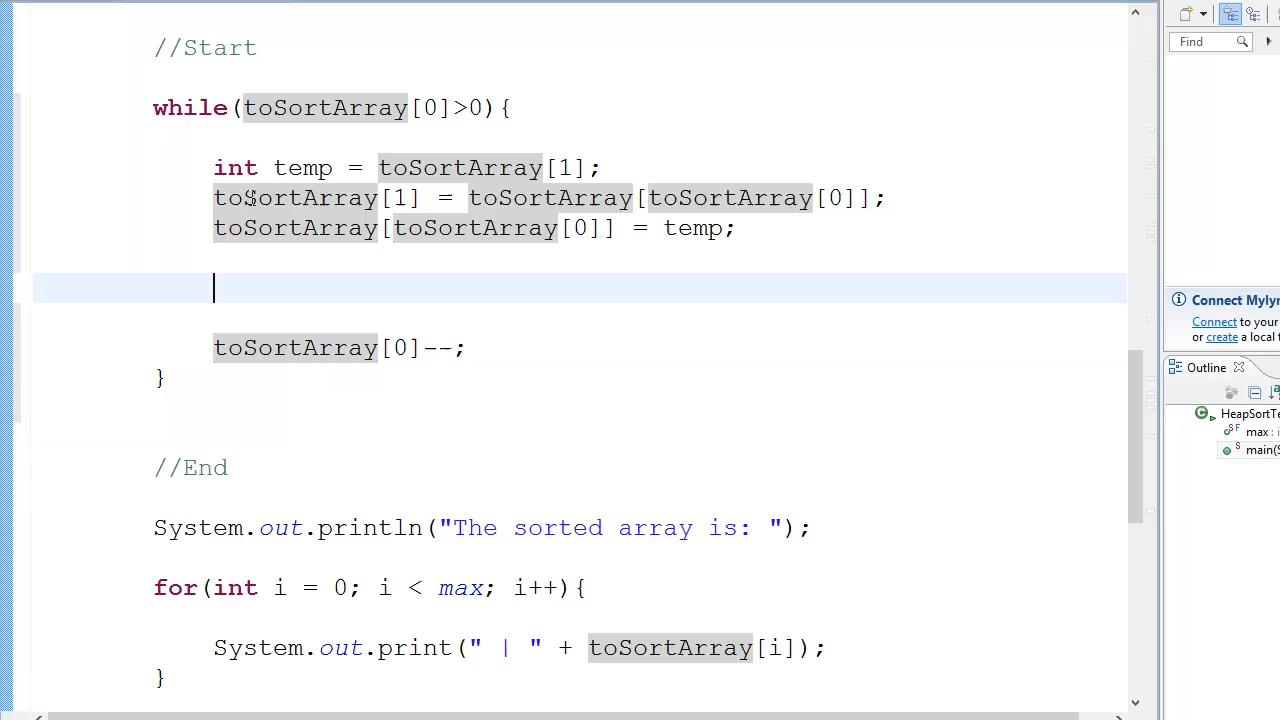 //Start
while(toSortArray[0]>0){
int temp = toSortArray[1];
toSortArray[1] = toSortArray[toSortArray[0]];
toSortArray[toSortArray[0]] = temp;
toSortArray[0]--;
}
//End
System.out.println("The sorted array is: ");
for(int i = 0; i < max; i++){
System.out.print(" | " + toSortArray[i]);
}
Find
Connect Mylyn
Connect to your
or create a local t
Outline
HeapSortTe
max : i
main(S